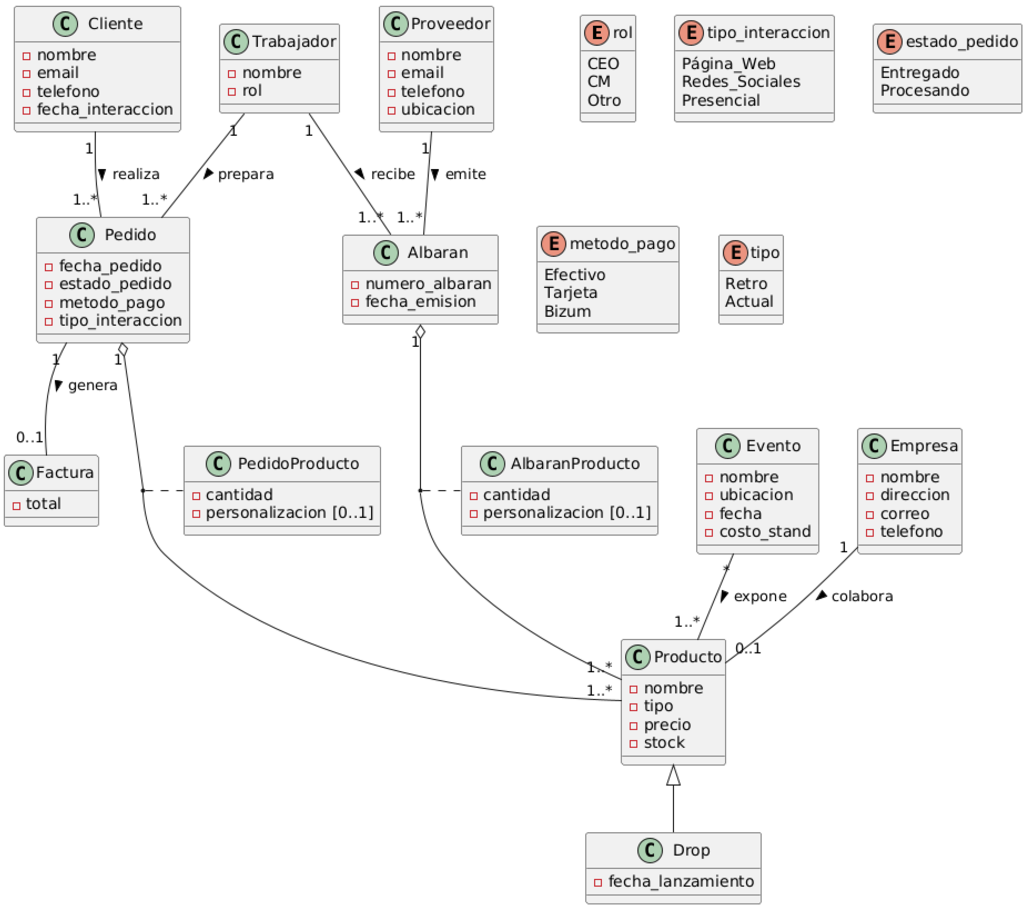 C Cliente
nombre
email
telefono
fecha_interaccion
C Trabajador
nombre
rol
C Proveedor
nombre
email
telefono
ubicacion
E rol
CEO
CM
Otro
E tipo_interaccion
Página_Web
Redes_Sociales
Presencial
E estado_pedido
Entregado
Procesando
1
realiza
1..*
1
prepara
1..*
1
recibe
1..*
1
emite
1..*
C Pedido
fecha_pedido
estado_pedido
metodo_pago
tipo_interaccion
C Albaran
numero_albaran
fecha_emision
E metodo_pago
Efectivo
Tarjeta
Bizum
E tipo
Retro
Actual
1
genera
0..1
1
1
C Factura
total
C PedidoProducto
cantidad
personalizacion [0..1]
C AlbaranProducto
cantidad
personalizacion [0..1]
C Evento
nombre
ubicacion
fecha
costo_stand
C Empresa
nombre
direccion
correo
telefono
*
expone
1..*
1
colabora
0..1
1..*
1..*
C Producto
nombre
tipo
precio
stock
C Drop
fecha_lanzamiento